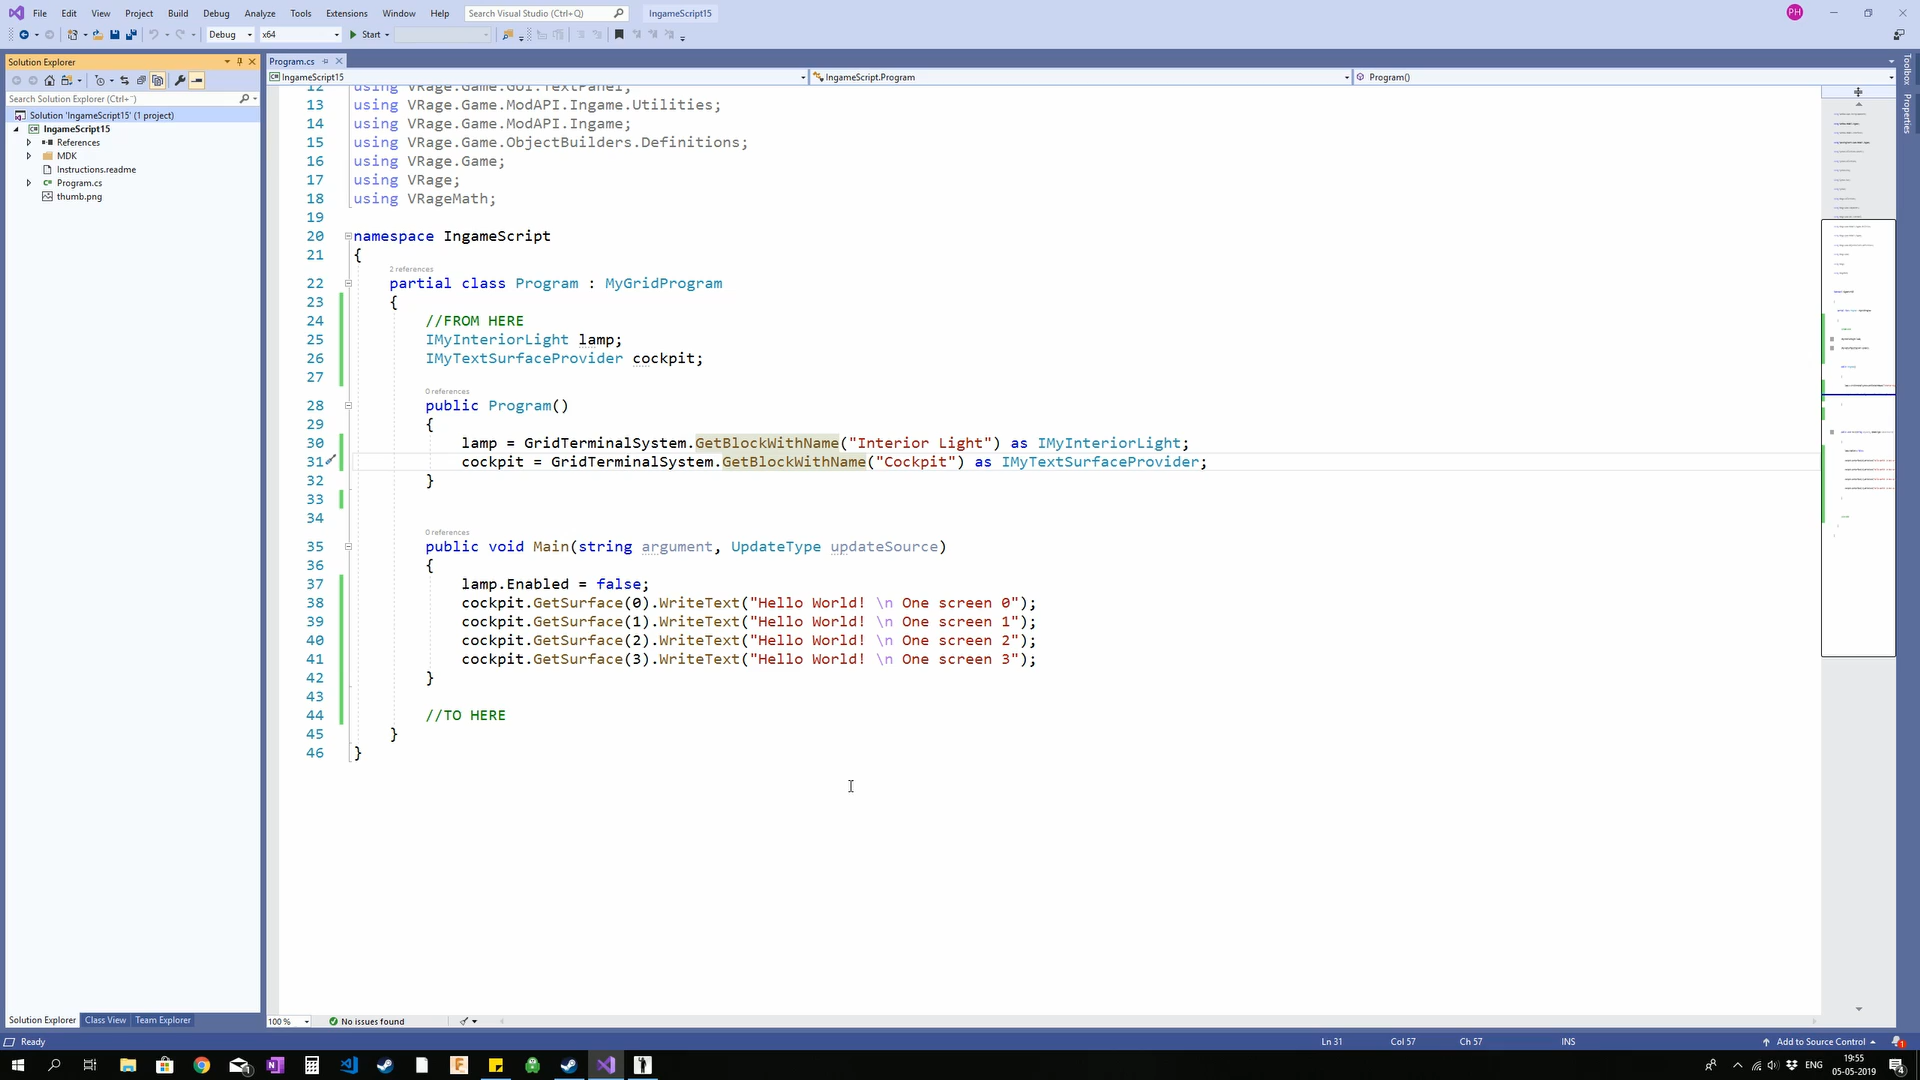 File Edit View Project Build Debug Analyze Tools Extensions Window Help Search Visual Studio (Ctrl+Q) IngameScript15 PH
Debug x64 Start
Solution Explorer
Search Solution Explorer (Ctrl+¨)
Solution 'IngameScript15' (1 project)
IngameScript15
References
MDK
Instructions.readme
Program.cs
thumb.png
Program.cs
IngameScript15 IngameScript.Program Program()
12 using VRage.Game.GUI.TextPanel;
13 using VRage.Game.ModAPI.Ingame.Utilities;
14 using VRage.Game.ModAPI.Ingame;
15 using VRage.Game.ObjectBuilders.Definitions;
16 using VRage.Game;
17 using VRage;
18 using VRageMath;
19
20 namespace IngameScript
21 {
2 references
22 partial class Program : MyGridProgram
23 {
24 //FROM HERE
25 IMyInteriorLight lamp;
26 IMyTextSurfaceProvider cockpit;
27
0 references
28 public Program()
29 {
30 lamp = GridTerminalSystem.GetBlockWithName("Interior Light") as IMyInteriorLight;
31 cockpit = GridTerminalSystem.GetBlockWithName("Cockpit") as IMyTextSurfaceProvider;
32 }
33
34
0 references
35 public void Main(string argument, UpdateType updateSource)
36 {
37 lamp.Enabled = false;
38 cockpit.GetSurface(0).WriteText("Hello World! \n One screen 0");
39 cockpit.GetSurface(1).WriteText("Hello World! \n One screen 1");
40 cockpit.GetSurface(2).WriteText("Hello World! \n One screen 2");
41 cockpit.GetSurface(3).WriteText("Hello World! \n One screen 3");
42 }
43
44 //TO HERE
45 }
46 }
Toolbox
Properties
Solution Explorer Class View Team Explorer
100 % No issues found
Ready Ln 31 Col 57 Ch 57 INS Add to Source Control 1
ENG 19:55
05-05-2019 4